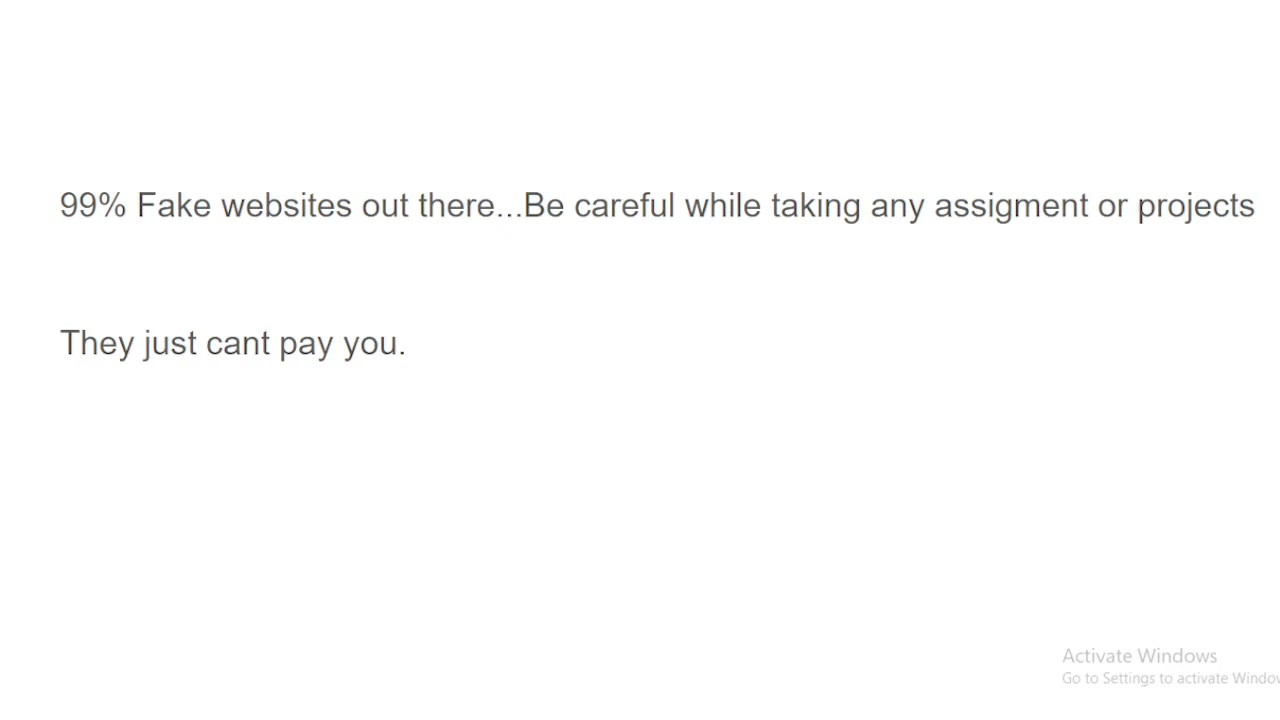 99% Fake websites out there...Be careful while taking any assigment or projects
They just cant pay you.
Activate Windows
Go to Settings to activate Window